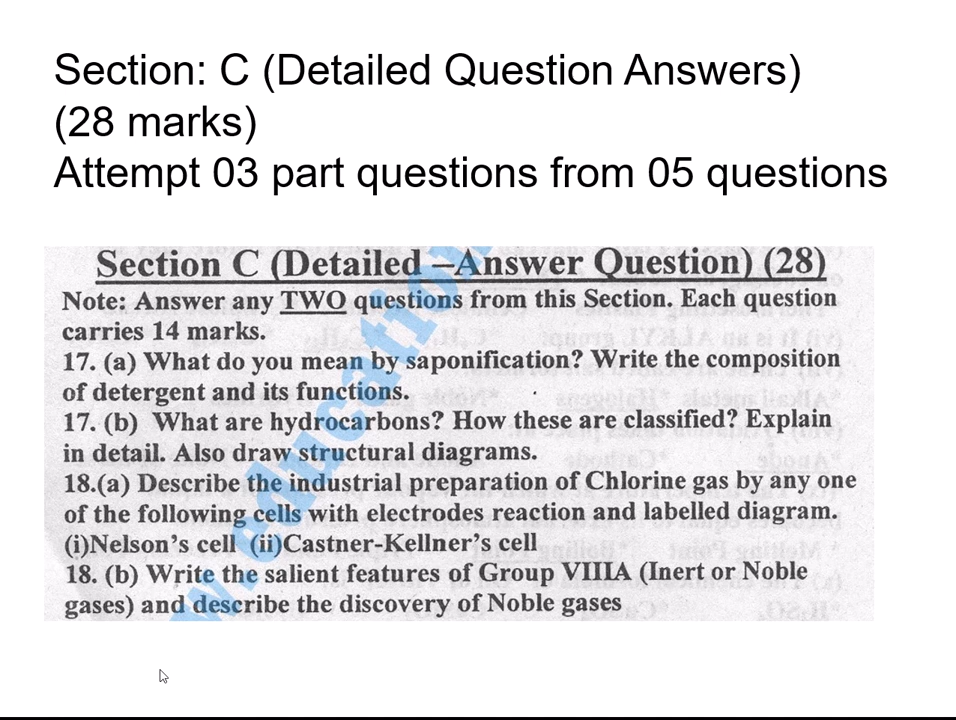 Section: C (Detailed Question Answers)
(28 marks)
Attempt 03 part questions from 05 questions
Section C (Detailed –Answer Question) (28)
Note: Answer any TWO questions from this Section. Each question
carries 14 marks.
17. (a) What do you mean by saponification? Write the composition
of detergent and its functions.
17. (b) What are hydrocarbons? How these are classified? Explain
in detail. Also draw structural diagrams.
18.(a) Describe the industrial preparation of Chlorine gas by any one
of the following cells with electrodes reaction and labelled diagram.
(i)Nelson's cell (ii)Castner-Kellner's cell
18. (b) Write the salient features of Group VIIIA (Inert or Noble
gases) and describe the discovery of Noble gases
w.education